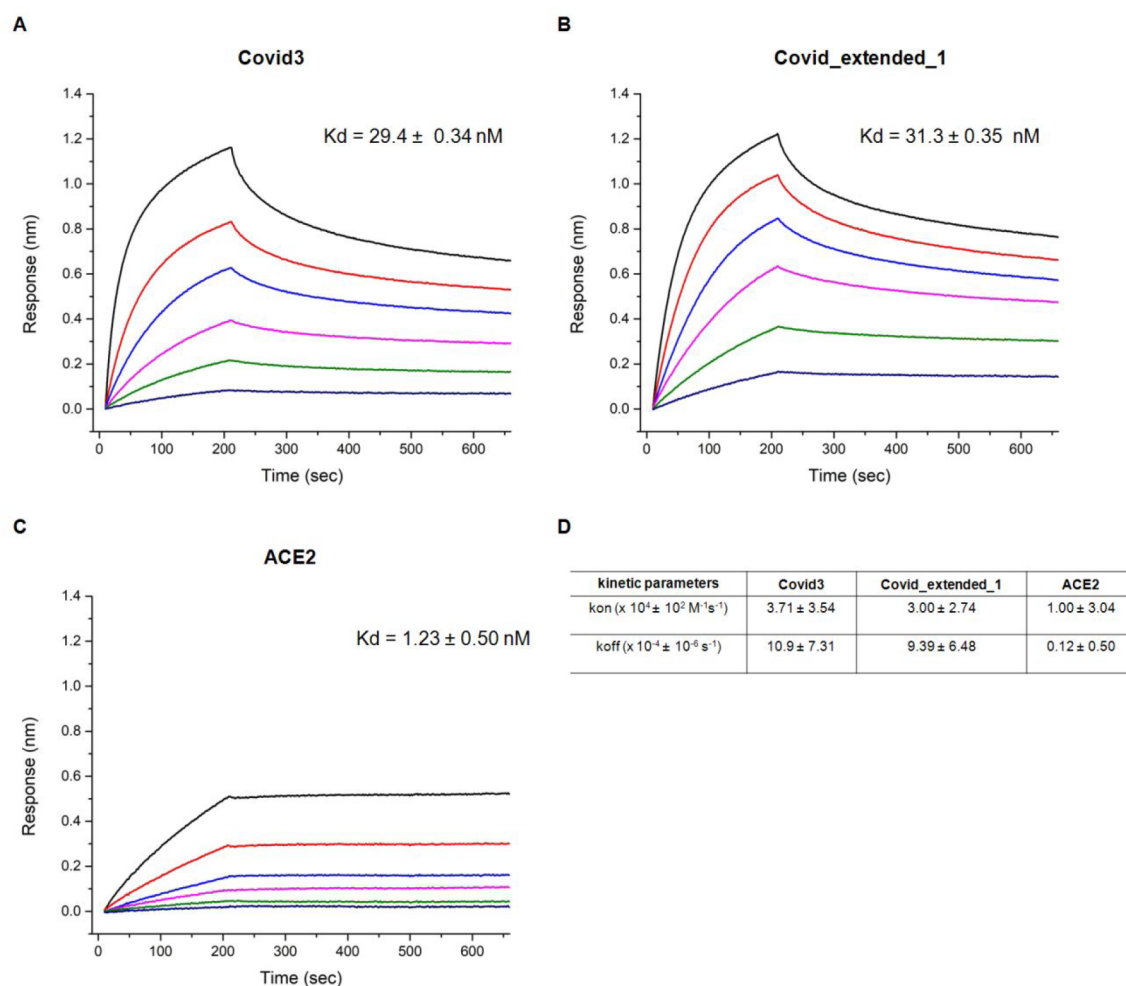 A
Covid3
Kd = 29.4 ± 0.34 nM
1.4
1.2
1.0
0.8
0.6
0.4
0.2
0.0
Response (nm)
0 100 200 300 400 500 600
Time (sec)
B
Covid_extended_1
Kd = 31.3 ± 0.35 nM
1.4
1.2
1.0
0.8
0.6
0.4
0.2
0.0
Response (nm)
0 100 200 300 400 500 600
Time (sec)
C
ACE2
Kd = 1.23 ± 0.50 nM
1.4
1.2
1.0
0.8
0.6
0.4
0.2
0.0
Response (nm)
0 100 200 300 400 500 600
Time (sec)
D
kinetic parameters Covid3 Covid_extended_1 ACE2
kon (x 10⁴ ± 10² M⁻¹s⁻¹) 3.71 ± 3.54 3.00 ± 2.74 1.00 ± 3.04
koff (x 10⁻⁴ ± 10⁻⁶ s⁻¹) 10.9 ± 7.31 9.39 ± 6.48 0.12 ± 0.50